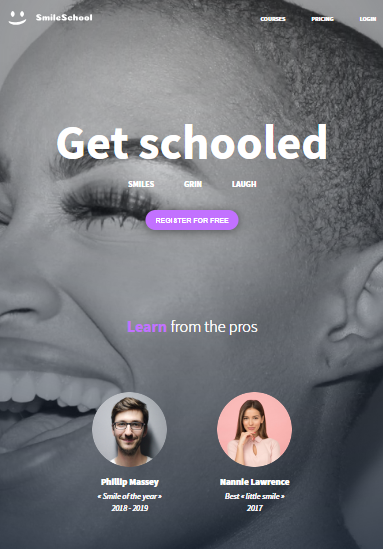 SmileSchool COURSES PRICING LOGIN
Get schooled
SMILES GRIN LAUGH
REGISTER FOR FREE
Learn from the pros
Phillip Massey Nannie Lawrence
« Smile of the year » Best « little smile »
2018 - 2019 2017